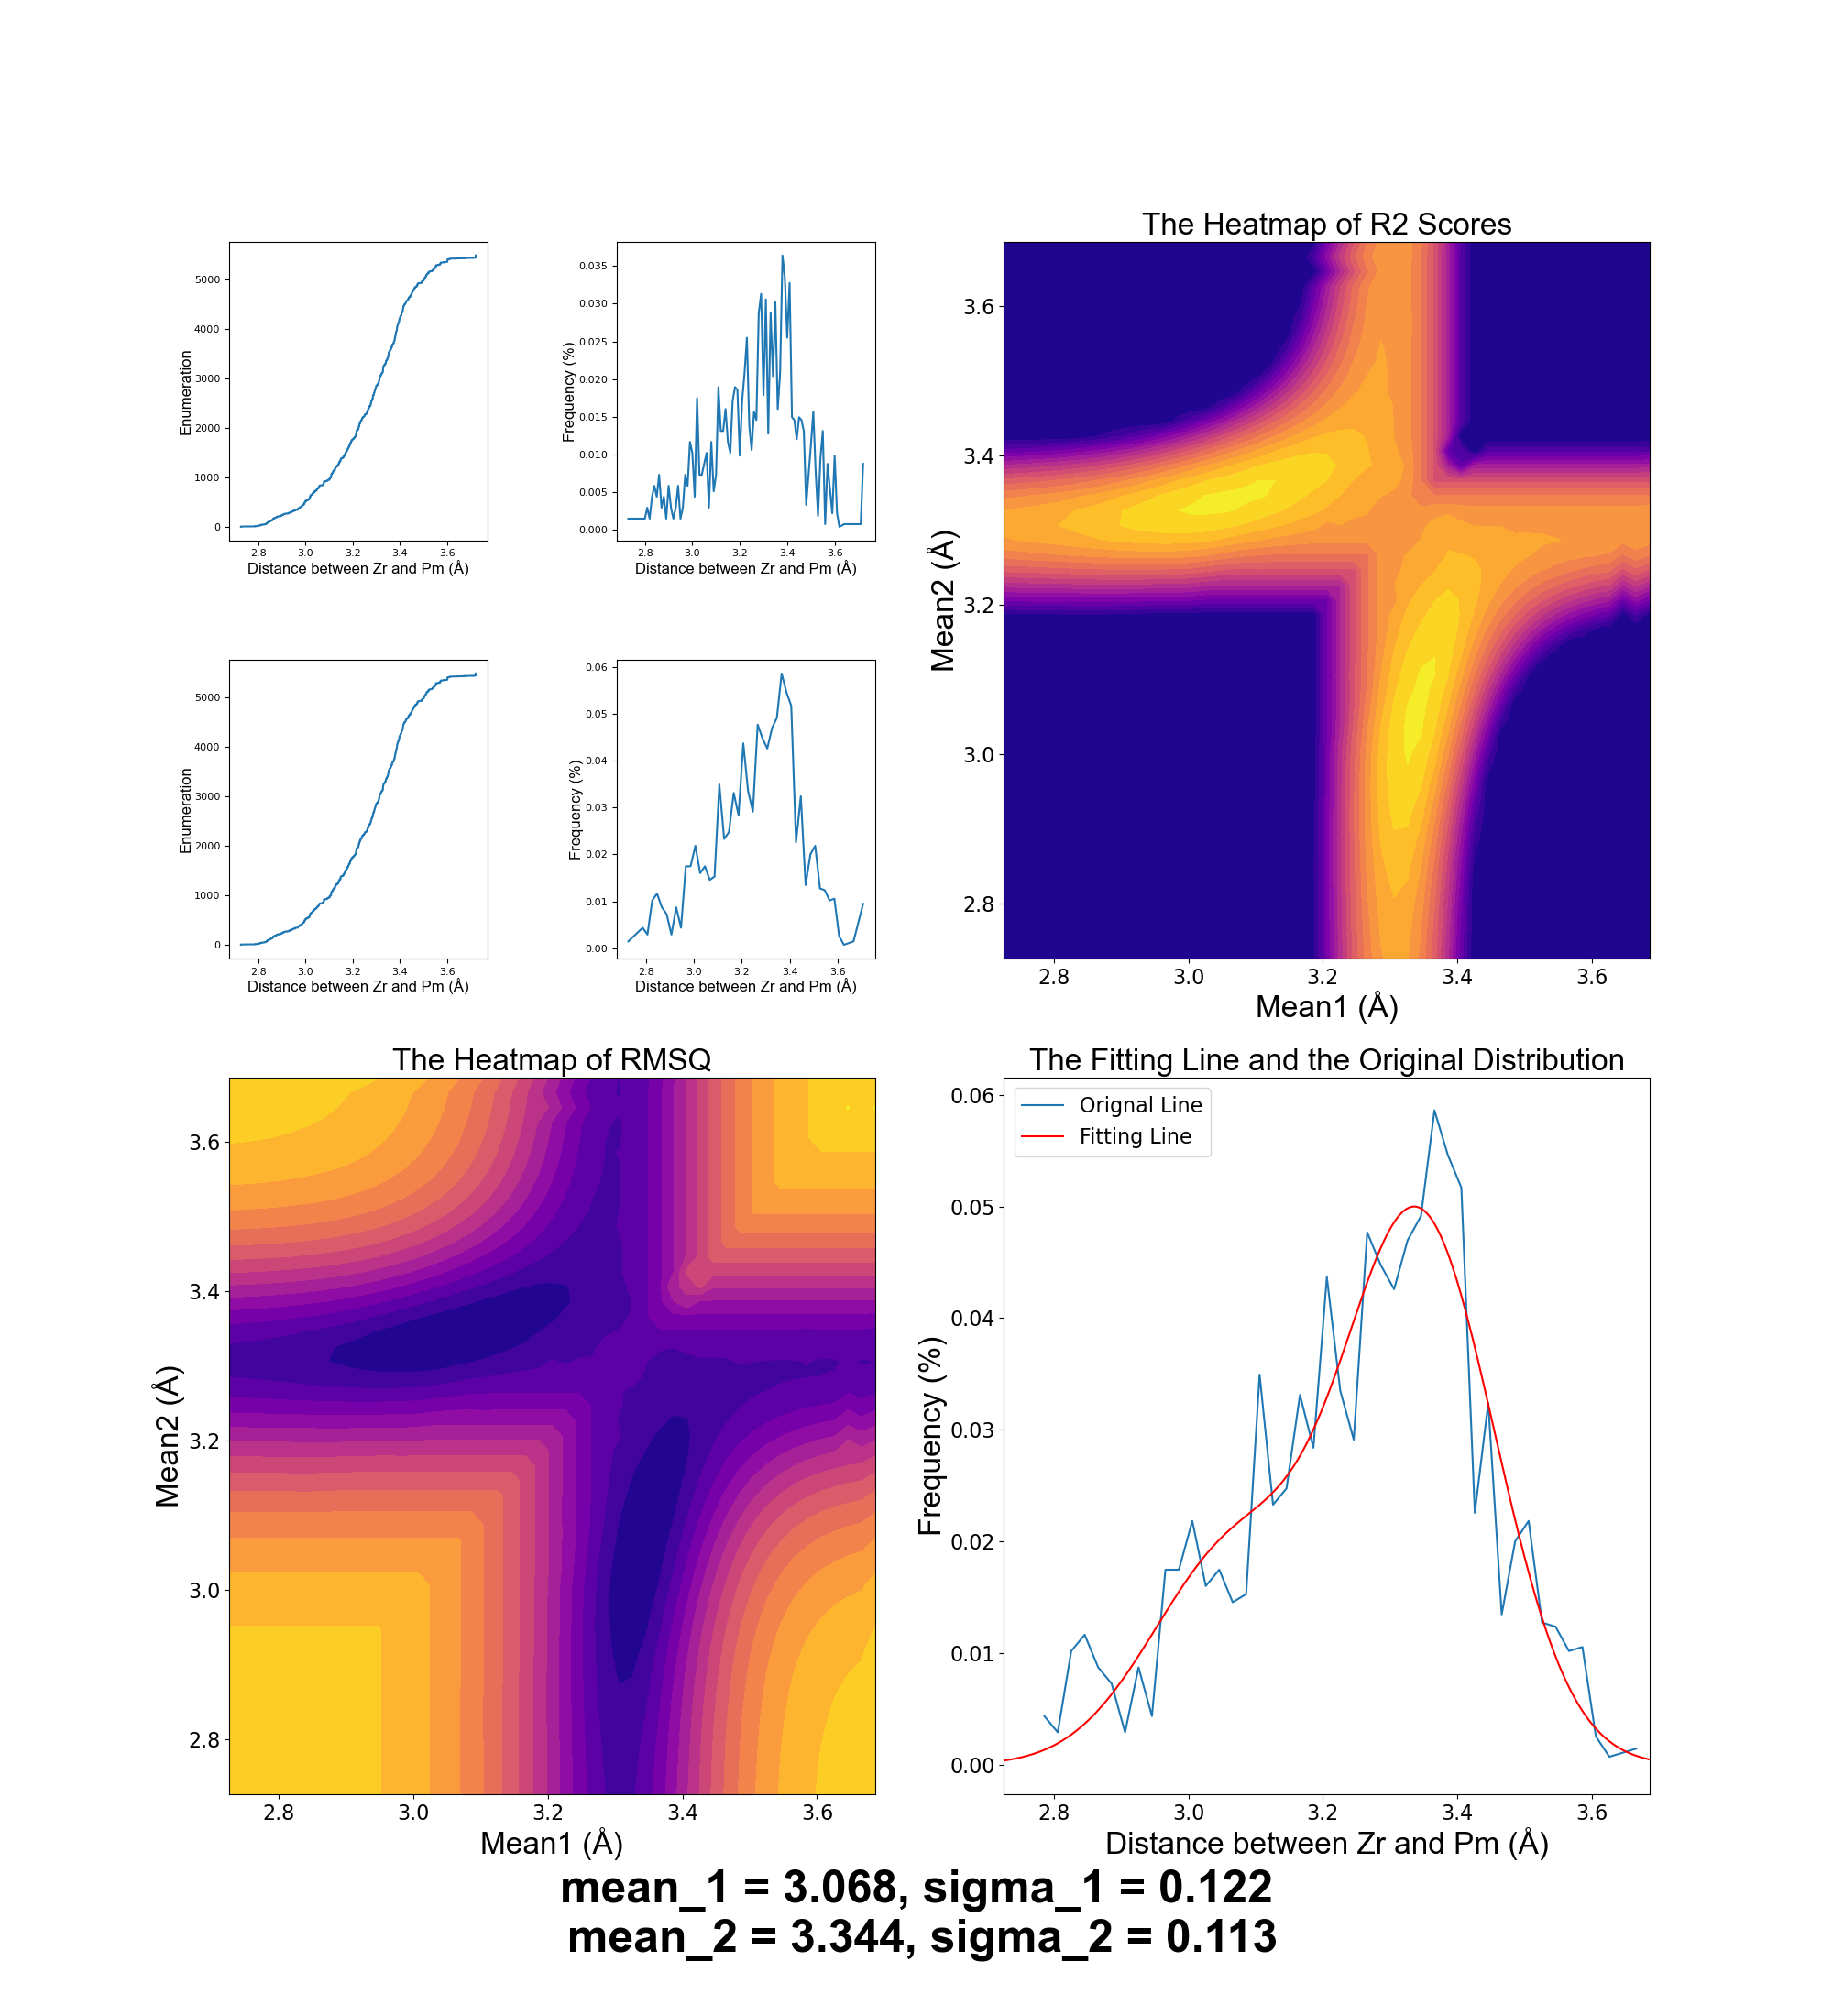 5000
4000
3000
2000
1000
0
Enumeration
2.8 3.0 3.2 3.4 3.6
Distance between Zr and Pm (Å)
0.035
0.030
0.025
0.020
0.015
0.010
0.005
0.000
Frequency (%)
2.8 3.0 3.2 3.4 3.6
Distance between Zr and Pm (Å)
The Heatmap of R2 Scores
3.6
3.4
3.2
3.0
2.8
Mean2 (Å)
2.8 3.0 3.2 3.4 3.6
Mean1 (Å)
5000
4000
3000
2000
1000
0
Enumeration
2.8 3.0 3.2 3.4 3.6
Distance between Zr and Pm (Å)
0.06
0.05
0.04
0.03
0.02
0.01
0.00
Frequency (%)
2.8 3.0 3.2 3.4 3.6
Distance between Zr and Pm (Å)
The Heatmap of RMSQ
3.6
3.4
3.2
3.0
2.8
Mean2 (Å)
2.8 3.0 3.2 3.4 3.6
Mean1 (Å)
The Fitting Line and the Original Distribution
Orignal Line
Fitting Line
0.06
0.05
0.04
0.03
0.02
0.01
0.00
Frequency (%)
2.8 3.0 3.2 3.4 3.6
Distance between Zr and Pm (Å)
mean_1 = 3.068, sigma_1 = 0.122
mean_2 = 3.344, sigma_2 = 0.113